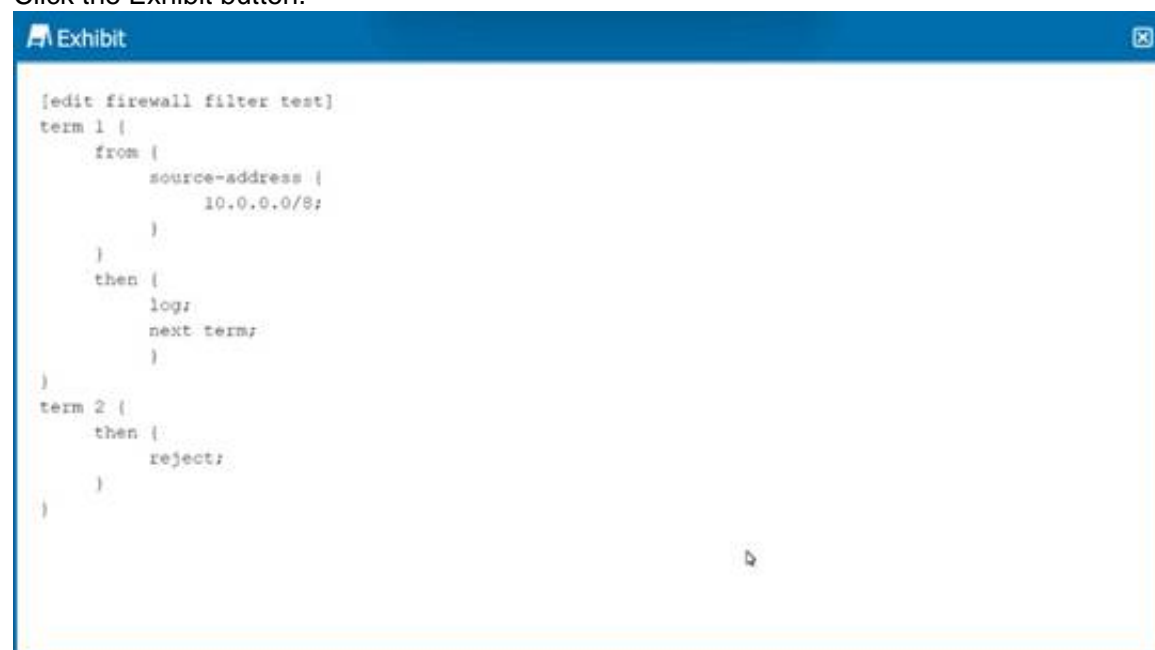 Click the Exhibit button.
Exhibit
[edit firewall filter test]
term 1 {
from {
source-address {
10.0.0.0/8;
}
}
then {
log;
next term;
}
}
term 2 {
then {
reject;
}
}